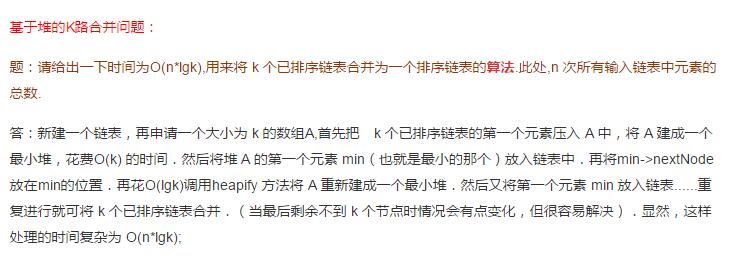 基于堆的K路合并问题：
题：请给出一下时间为O(n*lgk),用来将 k 个已排序链表合并为一个排序链表的算法.此处,n 次所有输入链表中元素的
总数.
答：新建一个链表，再申请一个大小为 k 的数组A,首先把 k 个已排序链表的第一个元素压入 A 中，将 A 建成一个
最小堆，花费O(k) 的时间．然后将堆 A 的第一个元素 min（也就是最小的那个）放入链表中．再将min->nextNode
放在min的位置．再花O(lgk)调用heapify 方法将 A 重新建成一个最小堆．然后又将第一个元素 min 放入链表......重
复进行就可将 k 个已排序链表合并．（当最后剩余不到 k 个节点时情况会有点变化，但很容易解决）．显然，这样
处理的时间复杂为 O(n*lgk);